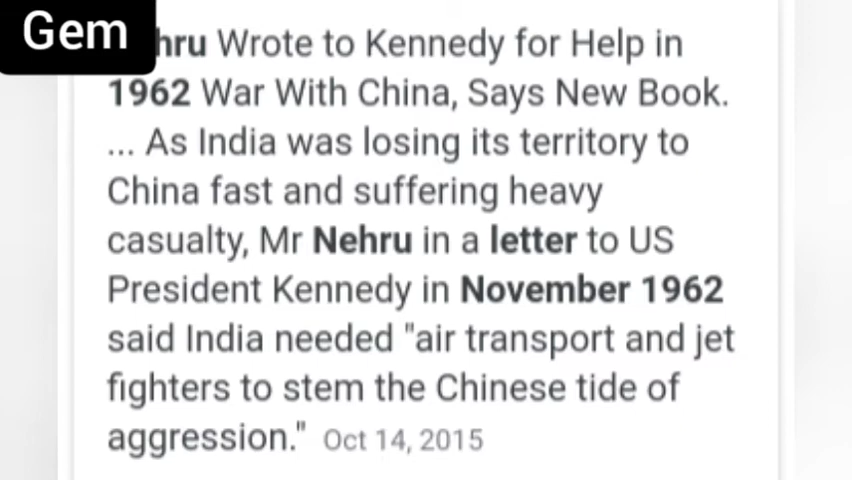 Gem
hru Wrote to Kennedy for Help in
1962 War With China, Says New Book.
... As India was losing its territory to
China fast and suffering heavy
casualty, Mr Nehru in a letter to US
President Kennedy in November 1962
said India needed "air transport and jet
fighters to stem the Chinese tide of
aggression." Oct 14, 2015